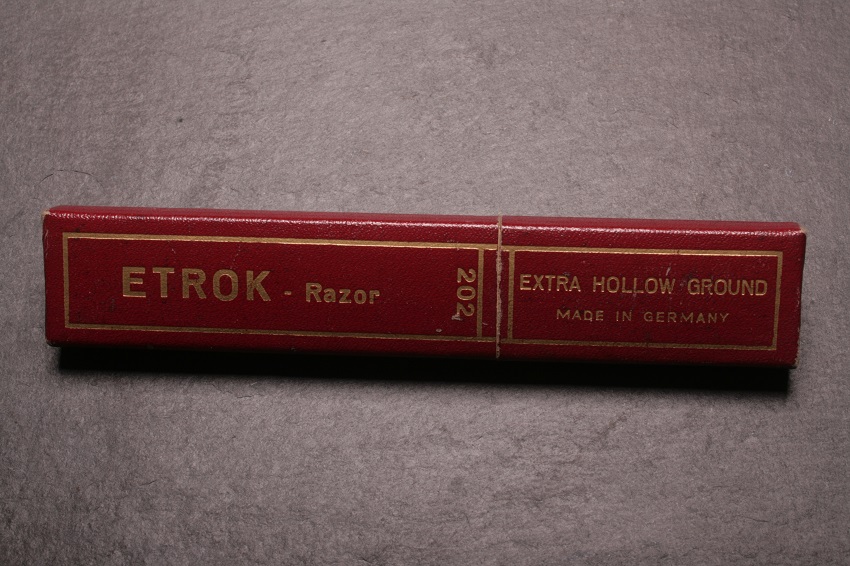 ETROK - Razor
202
EXTRA HOLLOW GROUND
MADE IN GERMANY